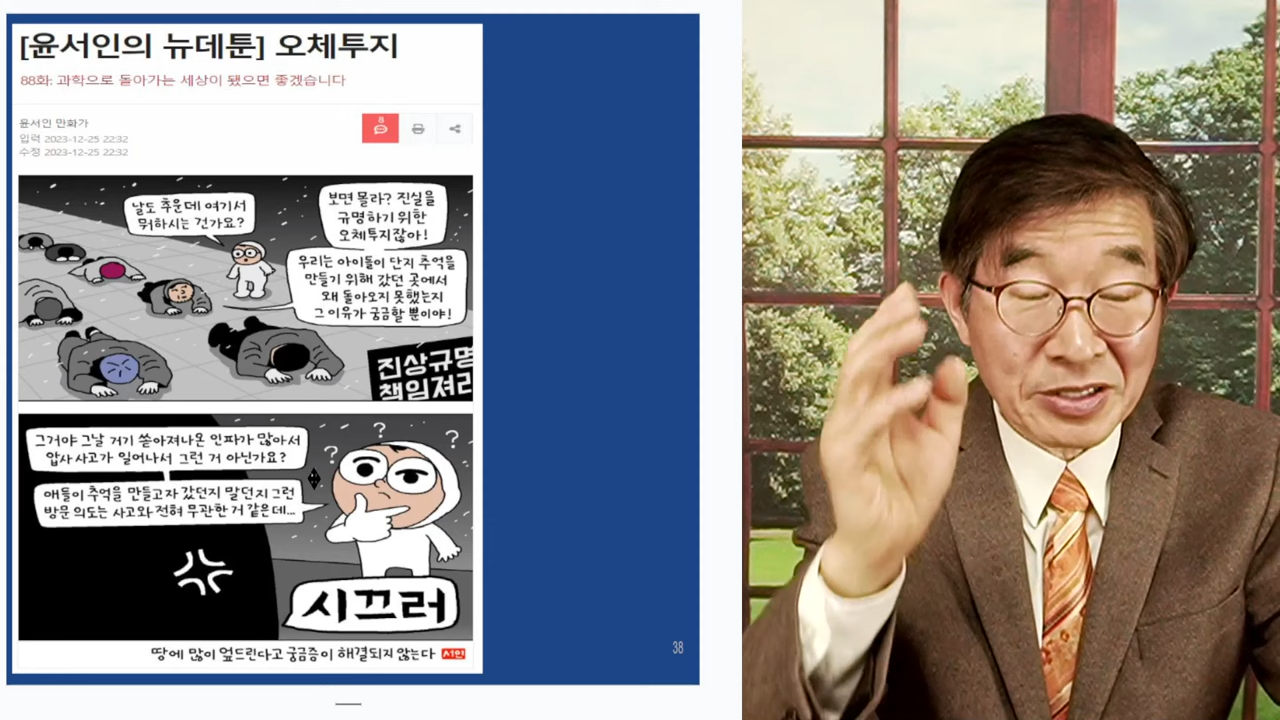 [윤서인의 뉴데툰] 오체투지
88화: 과학으로 돌아가는 세상이 됐으면 좋겠습니다
윤서인 만화가
입력 2023-12-25 22:32
수정 2023-12-25 22:32
8
날도 추운데 여기서
뭐하시는 건가요?
보면 몰라? 진실을
규명하기 위한
오체투지잖아!
우리는 아이들이 단지 추억을
만들기 위해 갔던 곳에서
왜 돌아오지 못했는지
그 이유가 궁금할 뿐이야!
진상규명
책임져라
그거야 그날 거기 쏟아져나온 인파가 많아서
압사 사고가 일어나서 그런 거 아닌가요?
얘들이 추억을 만들고자 갔던지 말던지 그런
방문 의도는 사고와 전혀 무관한 거 같은데...
? ? ?
시끄러
땅에 많이 엎드린다고 궁금증이 해결되지 않는다 서인
38